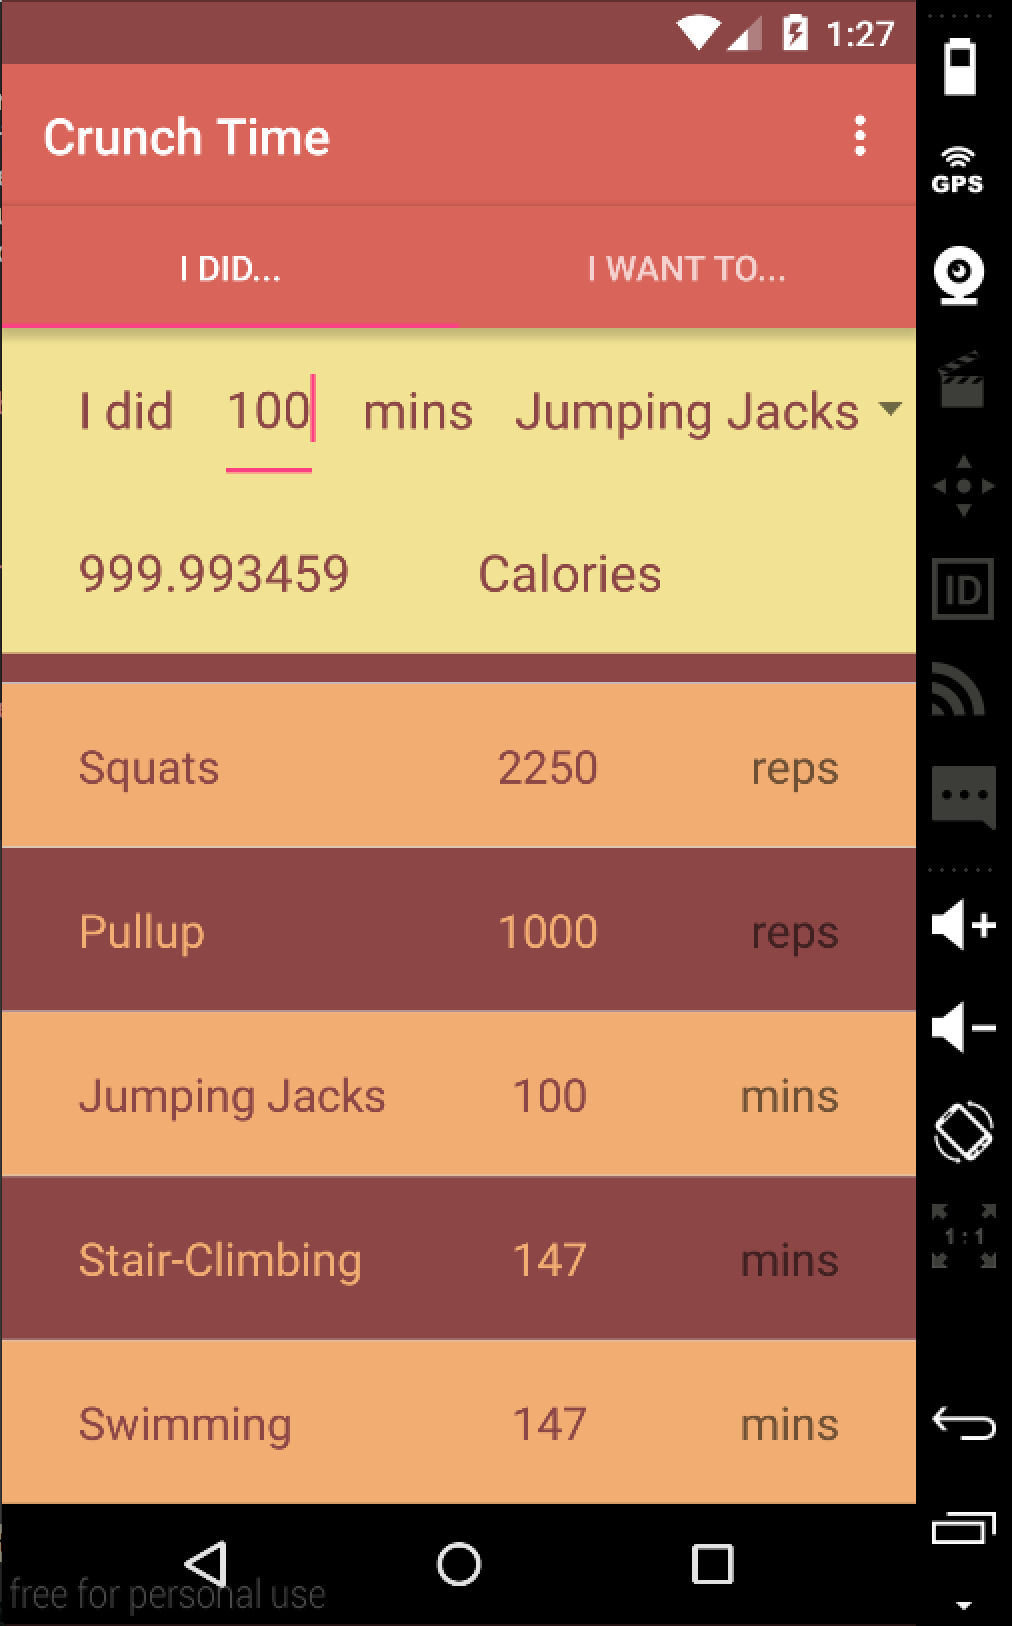 1:27
Crunch Time
GPS
I DID...
I WANT TO...
I did 100 mins Jumping Jacks
999.993459 Calories
ID
Squats 2250 reps
Pullup 1000 reps
Jumping Jacks 100 mins
Stair-Climbing 147 mins
1:1
Swimming 147 mins
free for personal use